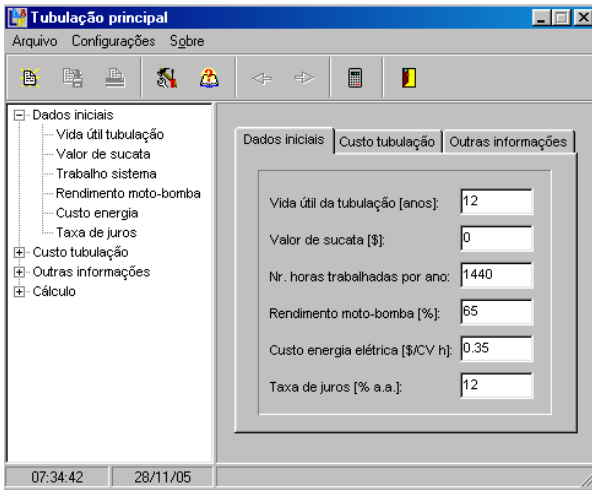 Tubulação principal
Arquivo Configurações Sobre
Dados iniciais
Vida útil tubulação
Valor de sucata
Trabalho sistema
Rendimento moto-bomba
Custo energia
Taxa de juros
Custo tubulação
Outras informações
Cálculo
Dados iniciais Custo tubulação Outras informações
Vida útil da tubulação [anos]: 12
Valor de sucata [$]: 0
Nr. horas trabalhadas por ano: 1440
Rendimento moto-bomba [%]: 65
Custo energia elétrica [$/CV h]: 0.35
Taxa de juros [% a.a.]: 12
07:34:42 28/11/05